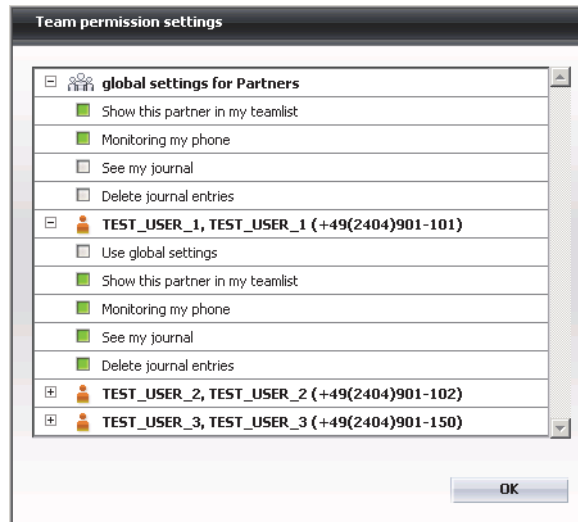 Team permission settings
global settings for Partners
Show this partner in my teamlist
Monitoring my phone
See my journal
Delete journal entries
TEST_USER_1, TEST_USER_1 (+49(2404)901-101)
Use global settings
Show this partner in my teamlist
Monitoring my phone
See my journal
Delete journal entries
TEST_USER_2, TEST_USER_2 (+49(2404)901-102)
TEST_USER_3, TEST_USER_3 (+49(2404)901-150)
OK